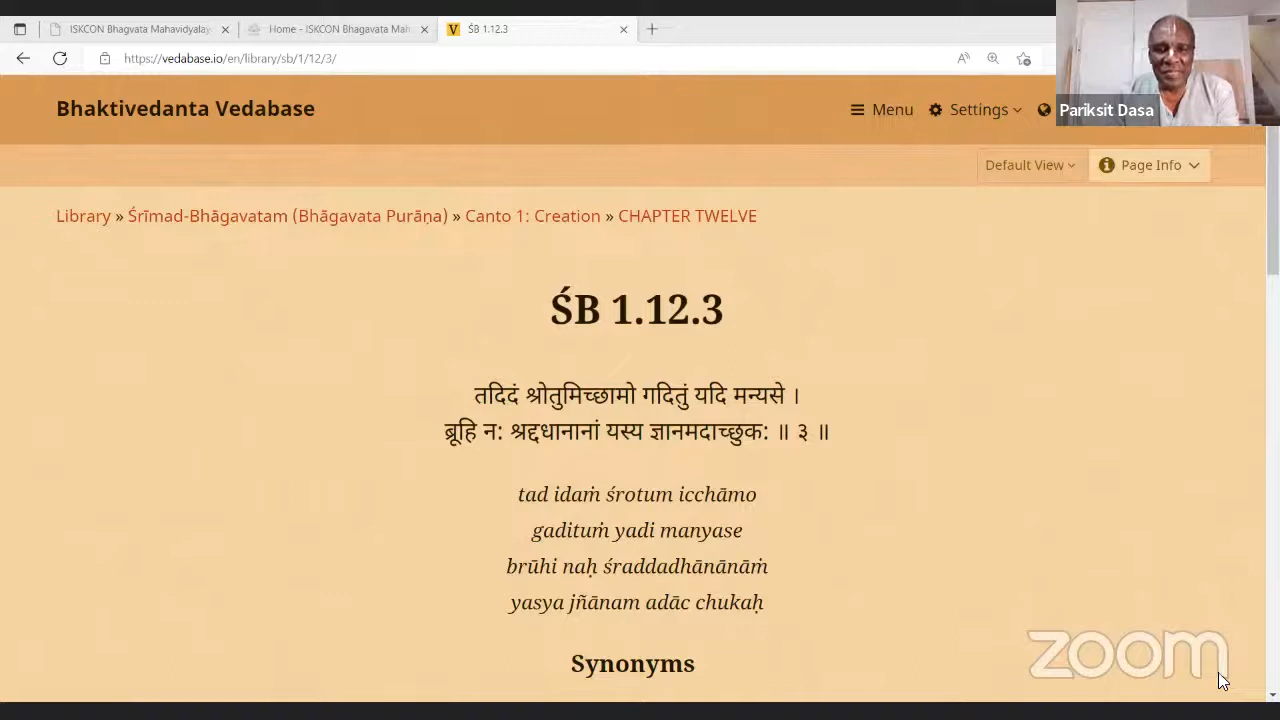 ISKCON Bhagvata Mahavidyalay
Home - ISKCON Bhagavata Mah
V ŚB 1.12.3
https://vedabase.io/en/library/sb/1/12/3/
Bhaktivedanta Vedabase
Menu Settings
Pariksit Dasa
Default View Page Info
Library » Śrīmad-Bhāgavatam (Bhāgavata Purāṇa) » Canto 1: Creation » CHAPTER TWELVE
ŚB 1.12.3
तदिदं श्रोतुमिच्छामो गदितुं यदि मन्यसे ।
ब्रूहि न: श्रद्दधानानां यस्य ज्ञानमदाच्छुक: ॥ ३ ॥
tad idaṁ śrotum icchāmo
gadituṁ yadi manyase
brūhi naḥ śraddadhānānāṁ
yasya jñānam adāc chukaḥ
Synonyms
zoom